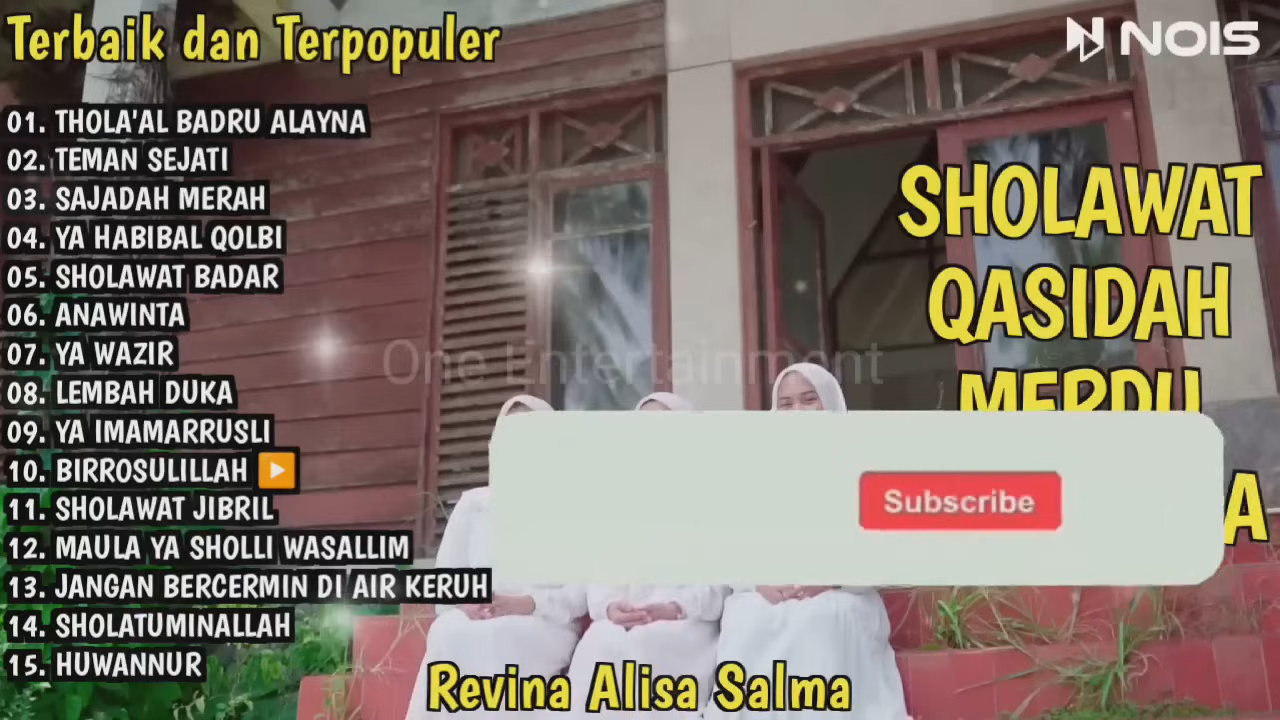 Terbaik dan Terpopuler
NOIS
01. THOLA'AL BADRU ALAYNA
02. TEMAN SEJATI
03. SAJADAH MERAH
04. YA HABIBAL QOLBI
05. SHOLAWAT BADAR
06. ANAWINTA
07. YA WAZIR
08. LEMBAH DUKA
09. YA IMAMARRUSLI
10. BIRROSULILLAH
11. SHOLAWAT JIBRIL
12. MAULA YA SHOLLI WASALLIM
13. JANGAN BERCERMIN DI AIR KERUH
14. SHOLATUMINALLAH
15. HUWANNUR
SHOLAWAT
QASIDAH
MERDU
One Entertainment
Subscribe
Revina Alisa Salma